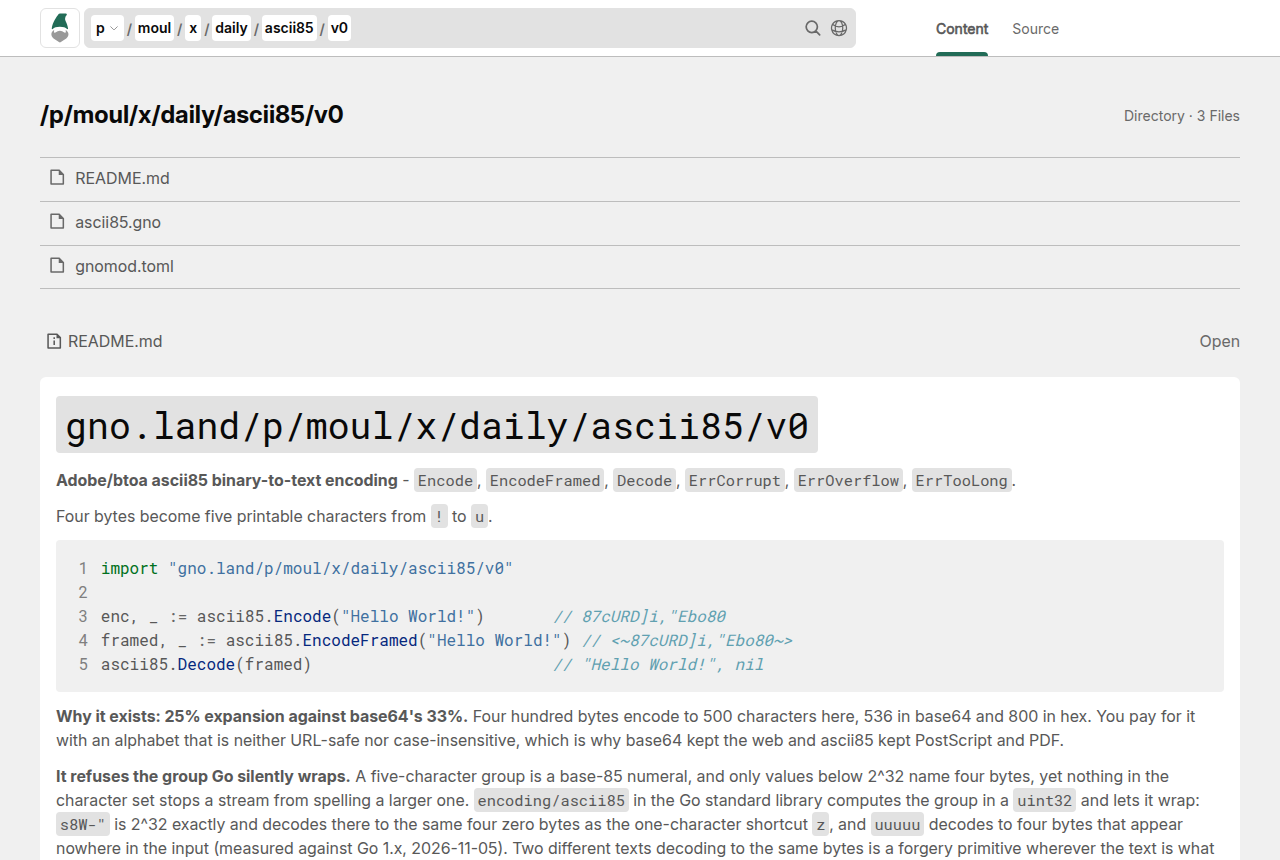 p / moul / x / daily / ascii85 / v0
Content
Source
/p/moul/x/daily/ascii85/v0
Directory · 3 Files
README.md
ascii85.gno
gnomod.toml
README.md
Open
gno.land/p/moul/x/daily/ascii85/v0
Adobe/btoa ascii85 binary-to-text encoding - Encode, EncodeFramed, Decode, ErrCorrupt, ErrOverflow, ErrTooLong.
Four bytes become five printable characters from ! to u.
1 import "gno.land/p/moul/x/daily/ascii85/v0"
2
3 enc, _ := ascii85.Encode("Hello World!")       // 87cURD]i,"Ebo80
4 framed, _ := ascii85.EncodeFramed("Hello World!") // <~87cURD]i,"Ebo80~>
5 ascii85.Decode(framed)                         // "Hello World!", nil
Why it exists: 25% expansion against base64's 33%. Four hundred bytes encode to 500 characters here, 536 in base64 and 800 in hex. You pay for it
with an alphabet that is neither URL-safe nor case-insensitive, which is why base64 kept the web and ascii85 kept PostScript and PDF.
It refuses the group Go silently wraps. A five-character group is a base-85 numeral, and only values below 2^32 name four bytes, yet nothing in the
character set stops a stream from spelling a larger one. encoding/ascii85 in the Go standard library computes the group in a uint32 and lets it wrap:
s8W-" is 2^32 exactly and decodes there to the same four zero bytes as the one-character shortcut z, and uuuuu decodes to four bytes that appear
nowhere in the input (measured against Go 1.x, 2026-11-05). Two different texts decoding to the same bytes is a forgery primitive wherever the text is what